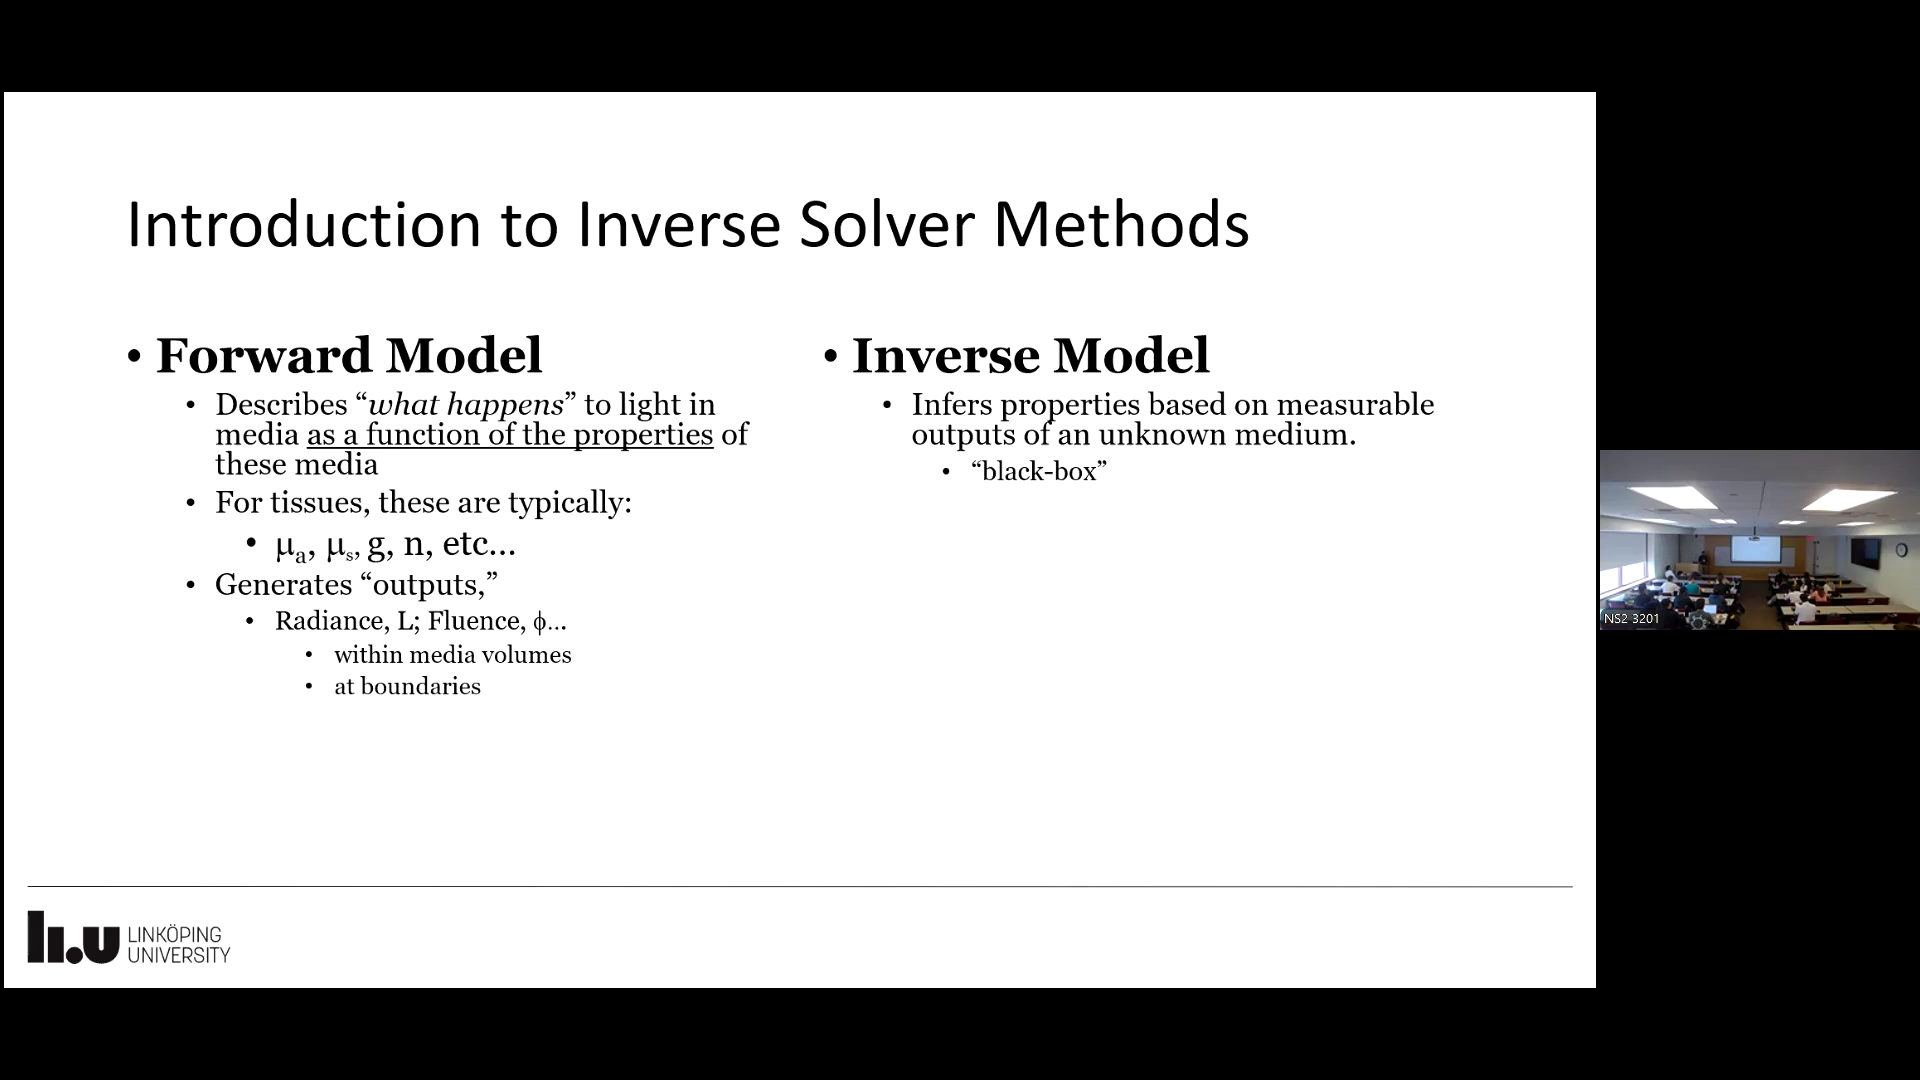 Introduction to Inverse Solver Methods
• Forward Model
• Describes “what happens” to light in
media as a function of the properties of
these media
• For tissues, these are typically:
• μa, μs, g, n, etc…
• Generates “outputs,”
• Radiance, L; Fluence, ϕ…
• within media volumes
• at boundaries
• Inverse Model
• Infers properties based on measurable
outputs of an unknown medium.
• “black-box”
NS2 3201
li.u LINKÖPING
UNIVERSITY